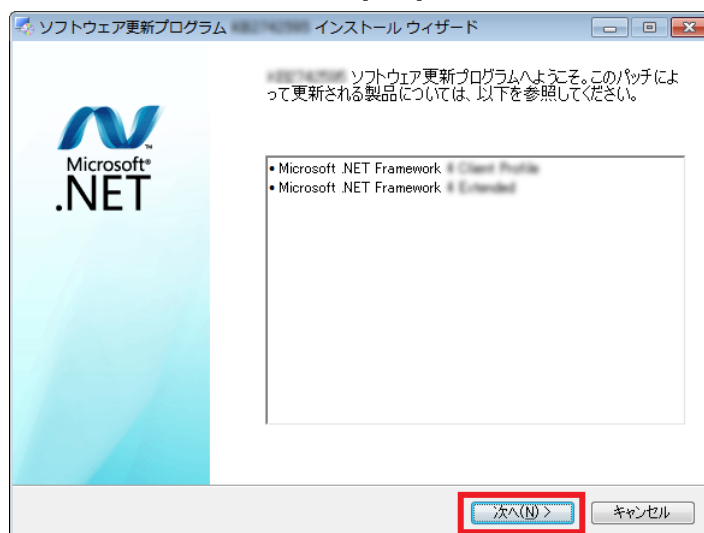 ソフトウェア更新プログラム インストール ウィザード
ソフトウェア更新プログラムへようこそ。このパッチによ
って更新される製品については、以下を参照してください。
Microsoft®
.NET
• Microsoft .NET Framework
• Microsoft .NET Framework
次へ(N) >
キャンセル